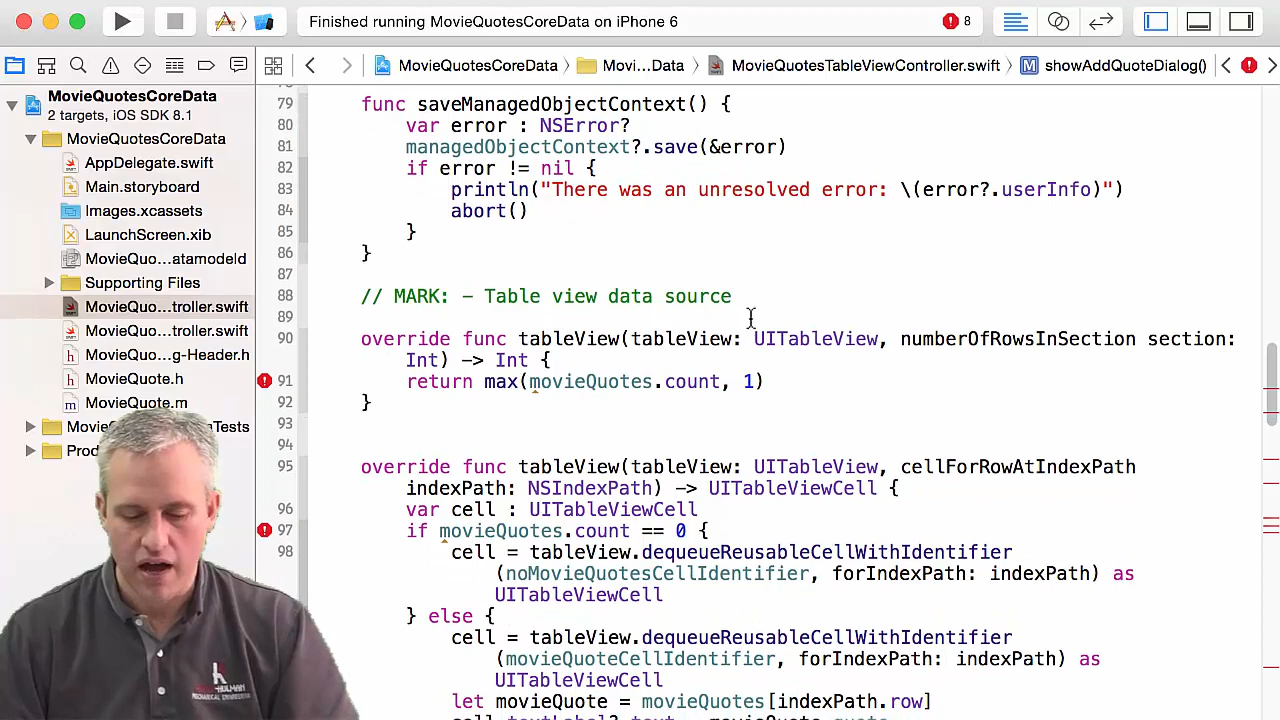 Finished running MovieQuotesCoreData on iPhone 6
8
MovieQuotesCoreData
Movi...Data
MovieQuotesTableViewController.swift
M
showAddQuoteDialog()
MovieQuotesCoreData
2 targets, iOS SDK 8.1
MovieQuotesCoreData
AppDelegate.swift
Main.storyboard
Images.xcassets
LaunchScreen.xib
MovieQuo...atamodeld
Supporting Files
MovieQuo...troller.swift
MovieQuo...troller.swift
MovieQuo...g-Header.h
MovieQuote.h
MovieQuote.m
79 func saveManagedObjectContext() {
80 var error : NSError?
81 managedObjectContext?.save(&error)
82 if error != nil {
83 println("There was an unresolved error: \(error?.userInfo)")
84 abort()
85 }
86 }
87
88 // MARK: - Table view data source
89
90 override func tableView(tableView: UITableView, numberOfRowsInSection section:
Int) -> Int {
91 return max(movieQuotes.count, 1)
92 }
93
94
95 override func tableView(tableView: UITableView, cellForRowAtIndexPath
indexPath: NSIndexPath) -> UITableViewCell {
96 var cell : UITableViewCell
97 if movieQuotes.count == 0 {
98 cell = tableView.dequeueReusableCellWithIdentifier
(noMovieQuotesCellIdentifier, forIndexPath: indexPath) as
UITableViewCell
} else {
cell = tableView.dequeueReusableCellWithIdentifier
(movieQuoteCellIdentifier, forIndexPath: indexPath) as
UITableViewCell
let movieQuote = movieQuotes[indexPath.row]